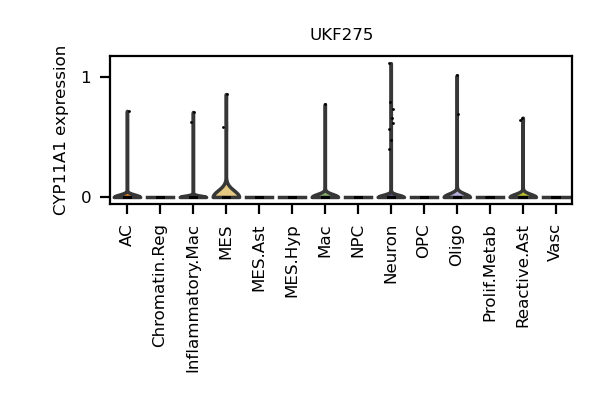 UKF275
CYP11A1 expression
1
0
AC
Chromatin.Reg
Inflammatory.Mac
MES
MES.Ast
MES.Hyp
Mac
NPC
Neuron
OPC
Oligo
Prolif.Metab
Reactive.Ast
Vasc